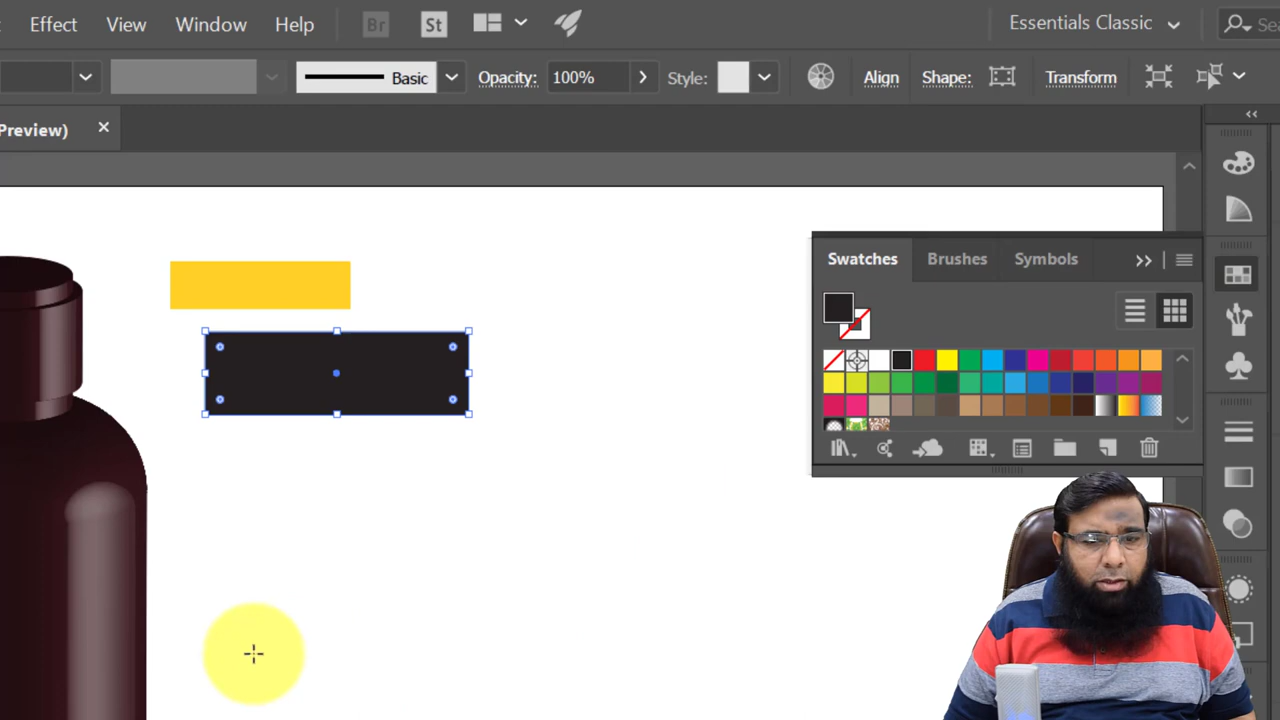 Effect View Window Help Br St Essentials Classic Sea
Basic Opacity: 100% Style: Align Shape: Transform
Preview)
Swatches Brushes Symbols